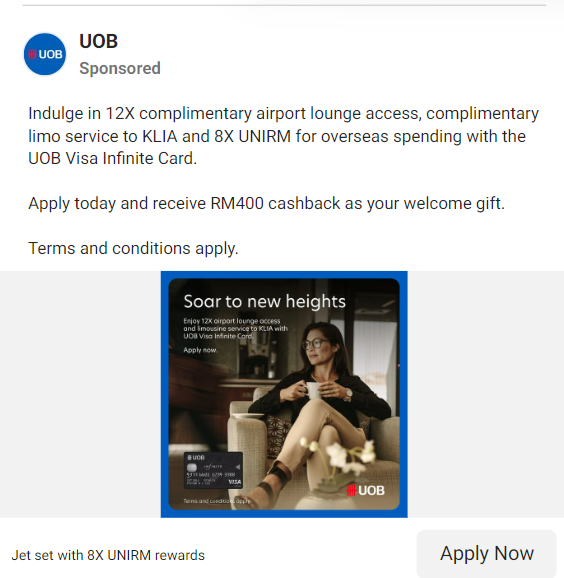 UOB
UOB
Sponsored
Indulge in 12X complimentary airport lounge access, complimentary
limo service to KLIA and 8X UNIRM for overseas spending with the
UOB Visa Infinite Card.
Apply today and receive RM400 cashback as your welcome gift.
Terms and conditions apply.
Soar to new heights
Enjoy 12X airport lounge access
and limousine service to KLIA with
UOB Visa Infinite Card.
Apply now.
UOB
VISA
UOB
Terms and conditions apply.
Jet set with 8X UNIRM rewards
Apply Now